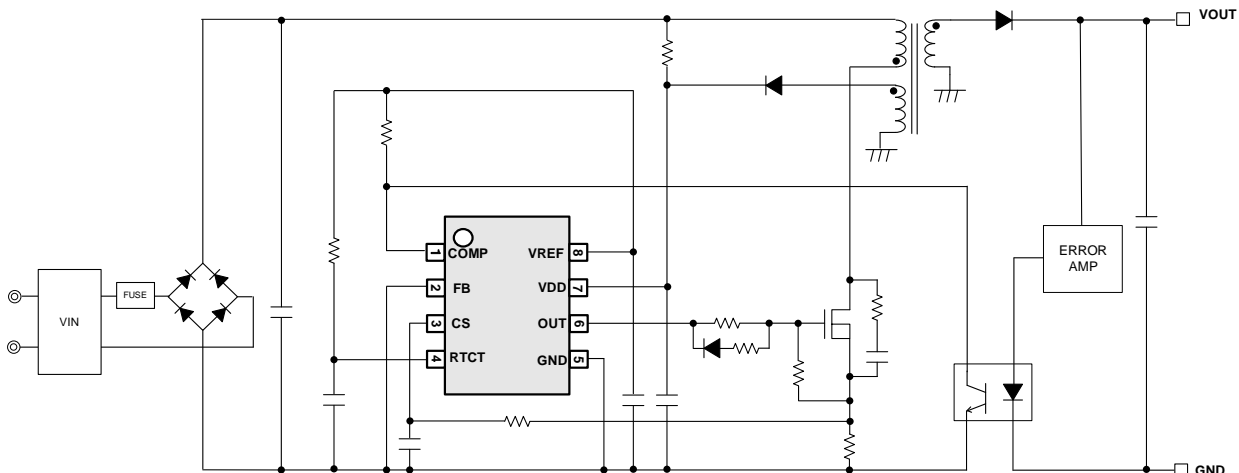 VOUT
1 COMP VREF 8
2 FB VDD 7
3 CS OUT 6
4 RTCT GND 5
ERROR
AMP
VIN
FUSE
GND